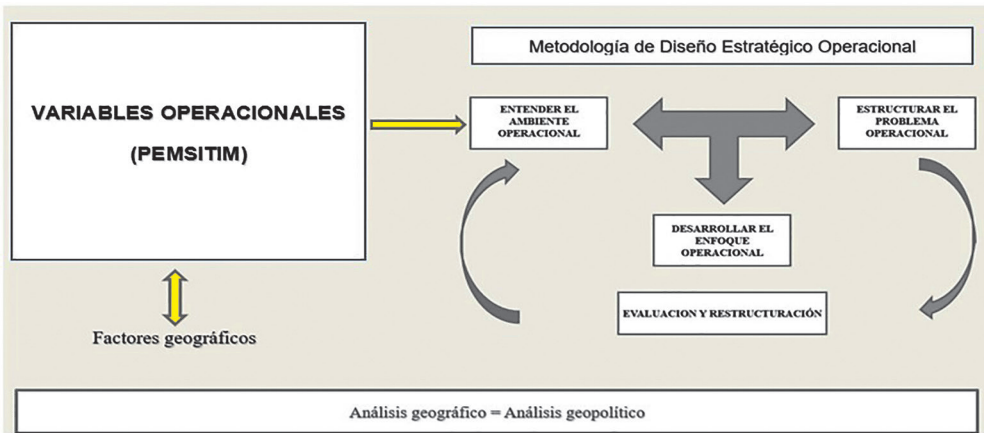 VARIABLES OPERACIONALES
(PEMSITIM)
Factores geográficos
Metodología de Diseño Estratégico Operacional
ENTENDER EL
AMBIENTE
OPERACIONAL
ESTRUCTURAR EL
PROBLEMA
OPERACIONAL
DESARROLLAR EL
ENFOQUE
OPERACIONAL
EVALUACION Y RESTRUCTURACIÓN
Análisis geográfico = Análisis geopolítico